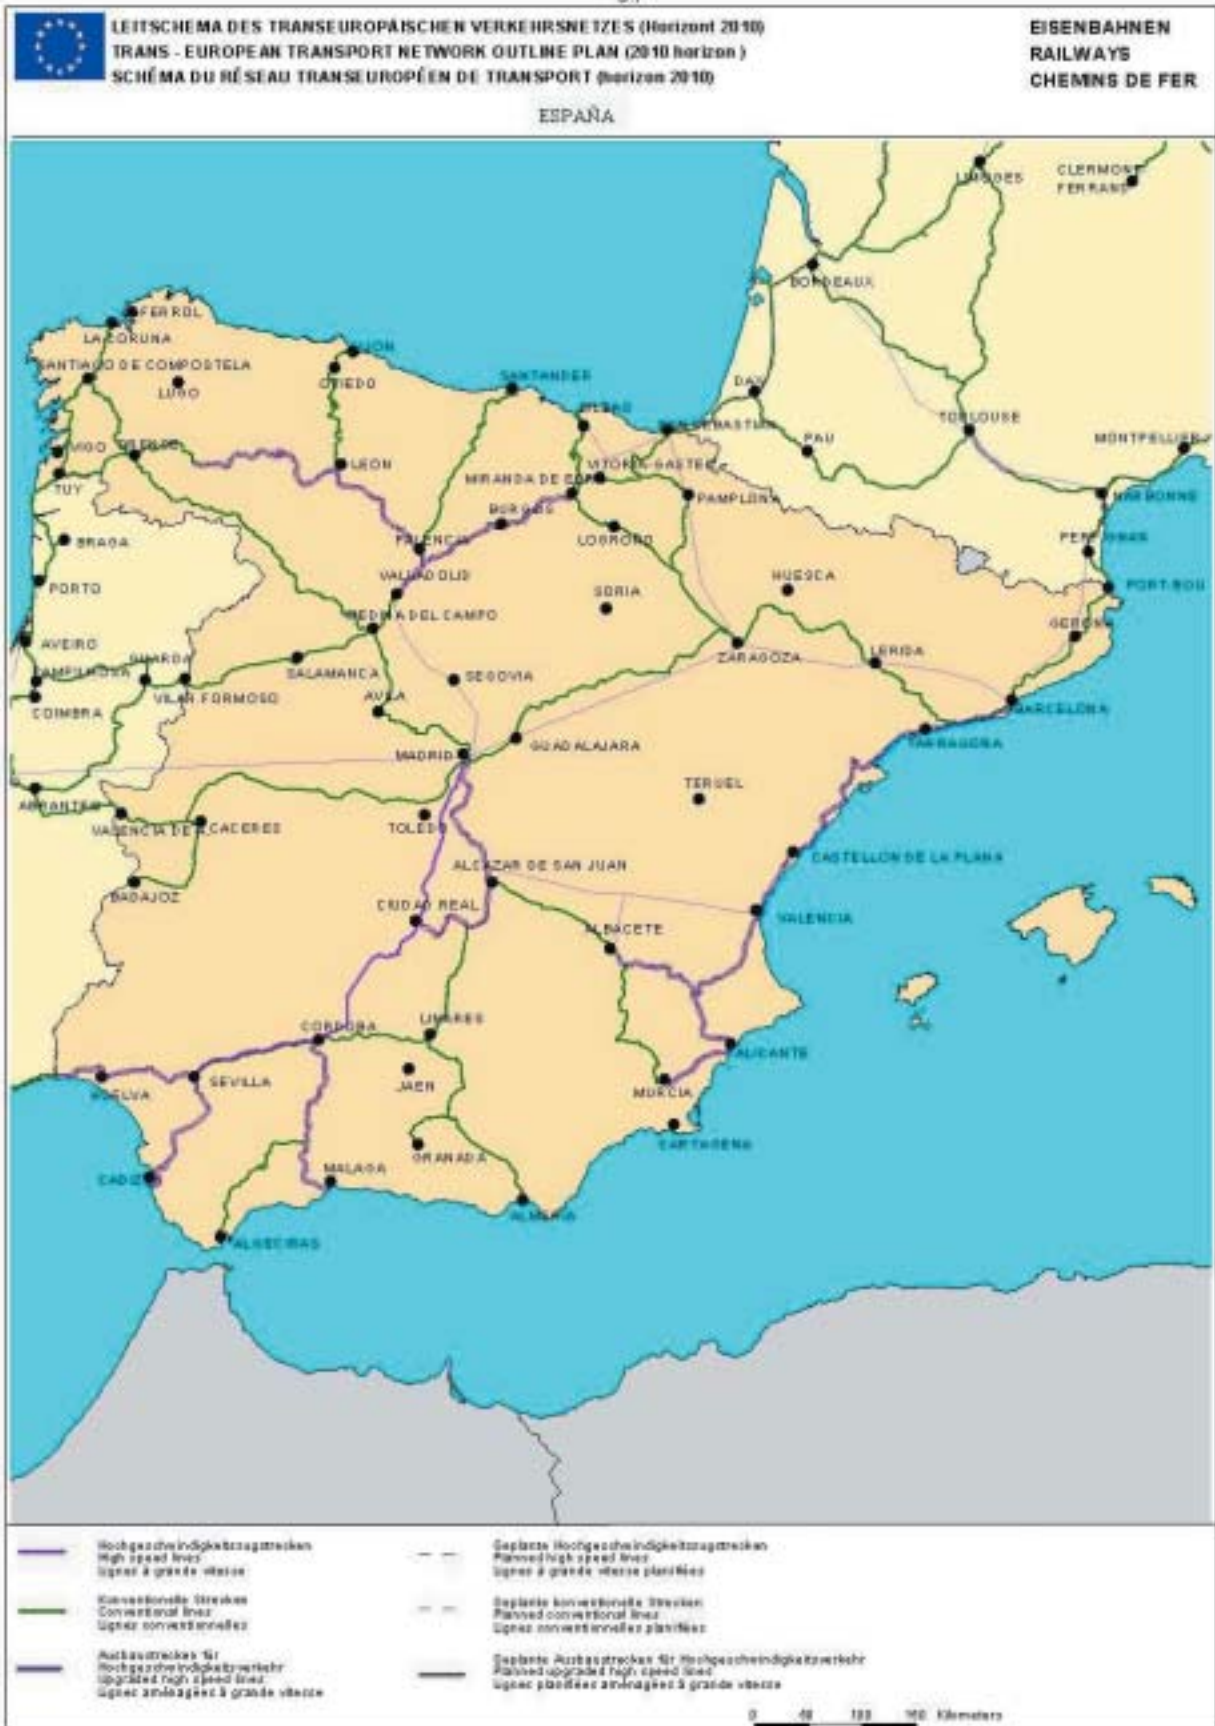 LEITSCHEMA DES TRANSEUROPÄISCHEN VERKEHRSNETZES (Horizont 2010)
TRANS - EUROPEAN TRANSPORT NETWORK OUTLINE PLAN (2010 horizon )
SCHÉMA DU RÉSEAU TRANSEUROPÉEN DE TRANSPORT (horizon 2010)
EISENBAHNEN
RAILWAYS
CHEMINS DE FER
ESPAÑA
LIMOGES
CLERMONT
FERRAND
BORDEAUX
FERROL
LA CORUNA
SANTIAGO DE COMPOSTELA
LUGO
GIJON
OVIEDO
SANTANDER
BILBAO
DAX
SAN SEBASTIAN
PAU
TOULOUSE
MONTPELLIER
VIGO
ORENSE
TUY
LEON
VITORIA-GASTEIZ
MIRANDA DE EBRO
PAMPLONA
NARBONNE
BURGOS
LOGRONO
BRAGA
PALENCIA
PERPIGNAN
PORTO
VALLADOLID
SORIA
HUESCA
PORT-BOU
MEDINA DEL CAMPO
AVEIRO
GERONA
GUARDA
PAMPILHOSA
SALAMANCA
SEGOVIA
ZARAGOZA
LERIDA
VILAR FORMOSO
AVILA
COIMBRA
BARCELONA
MADRID
GUADALAJARA
TARRAGONA
ABRANTES
TERUEL
VALENCIA DE A
CACERES
TOLEDO
ALCAZAR DE SAN JUAN
CASTELLON DE LA PLANA
BADAJOZ
CIUDAD REAL
VALENCIA
ALBACETE
CORDOBA
LINARES
ALICANTE
HUELVA
SEVILLA
JAEN
MURCIA
CARTAGENA
GRANADA
CADIZ
MALAGA
ALMERIA
ALGECIRAS
Hochgeschwindigkeitszugstrecken
High speed lines
Lignes à grande vitesse
Konventionelle Strecken
Conventional lines
Lignes conventionnelles
Ausbaustrecken für
Hochgeschwindigkeitsverkehr
Upgraded high speed lines
Lignes aménagées à grande vitesse
Geplante Hochgeschwindigkeitszugstrecken
Planned high speed lines
Lignes à grande vitesse planifiées
Geplante konventionelle Strecken
Planned conventional lines
Lignes conventionnelles planifiées
Geplante Ausbaustrecken für Hochgeschwindigkeitsverkehr
Planned upgraded high speed lines
Lignes planifiées aménagées à grande vitesse
0 Kilometers